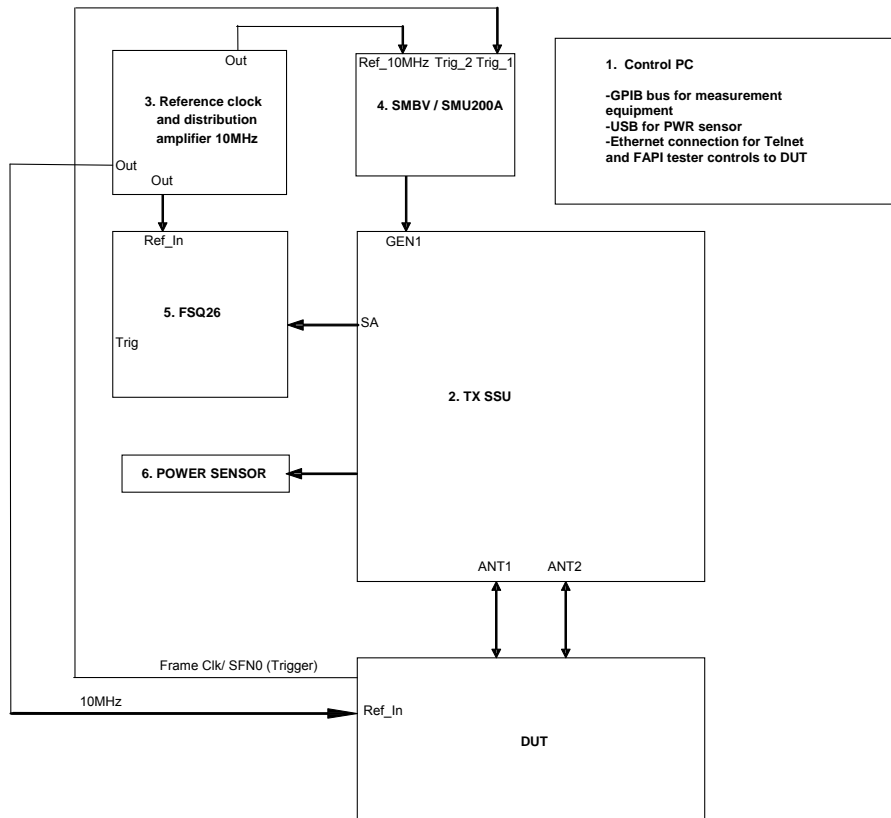 Out
3. Reference clock
and distribution
amplifier 10MHz
Out
Out
Ref_10MHz Trig_2 Trig_1
4. SMBV / SMU200A
1. Control PC
-GPIB bus for measurement
equipment
-USB for PWR sensor
-Ethernet connection for Telnet
and FAPI tester controls to DUT
Ref_In
5. FSQ26
Trig
GEN1
SA
2. TX SSU
6. POWER SENSOR
ANT1
ANT2
Frame Clk/ SFN0 (Trigger)
10MHz
Ref_In
DUT